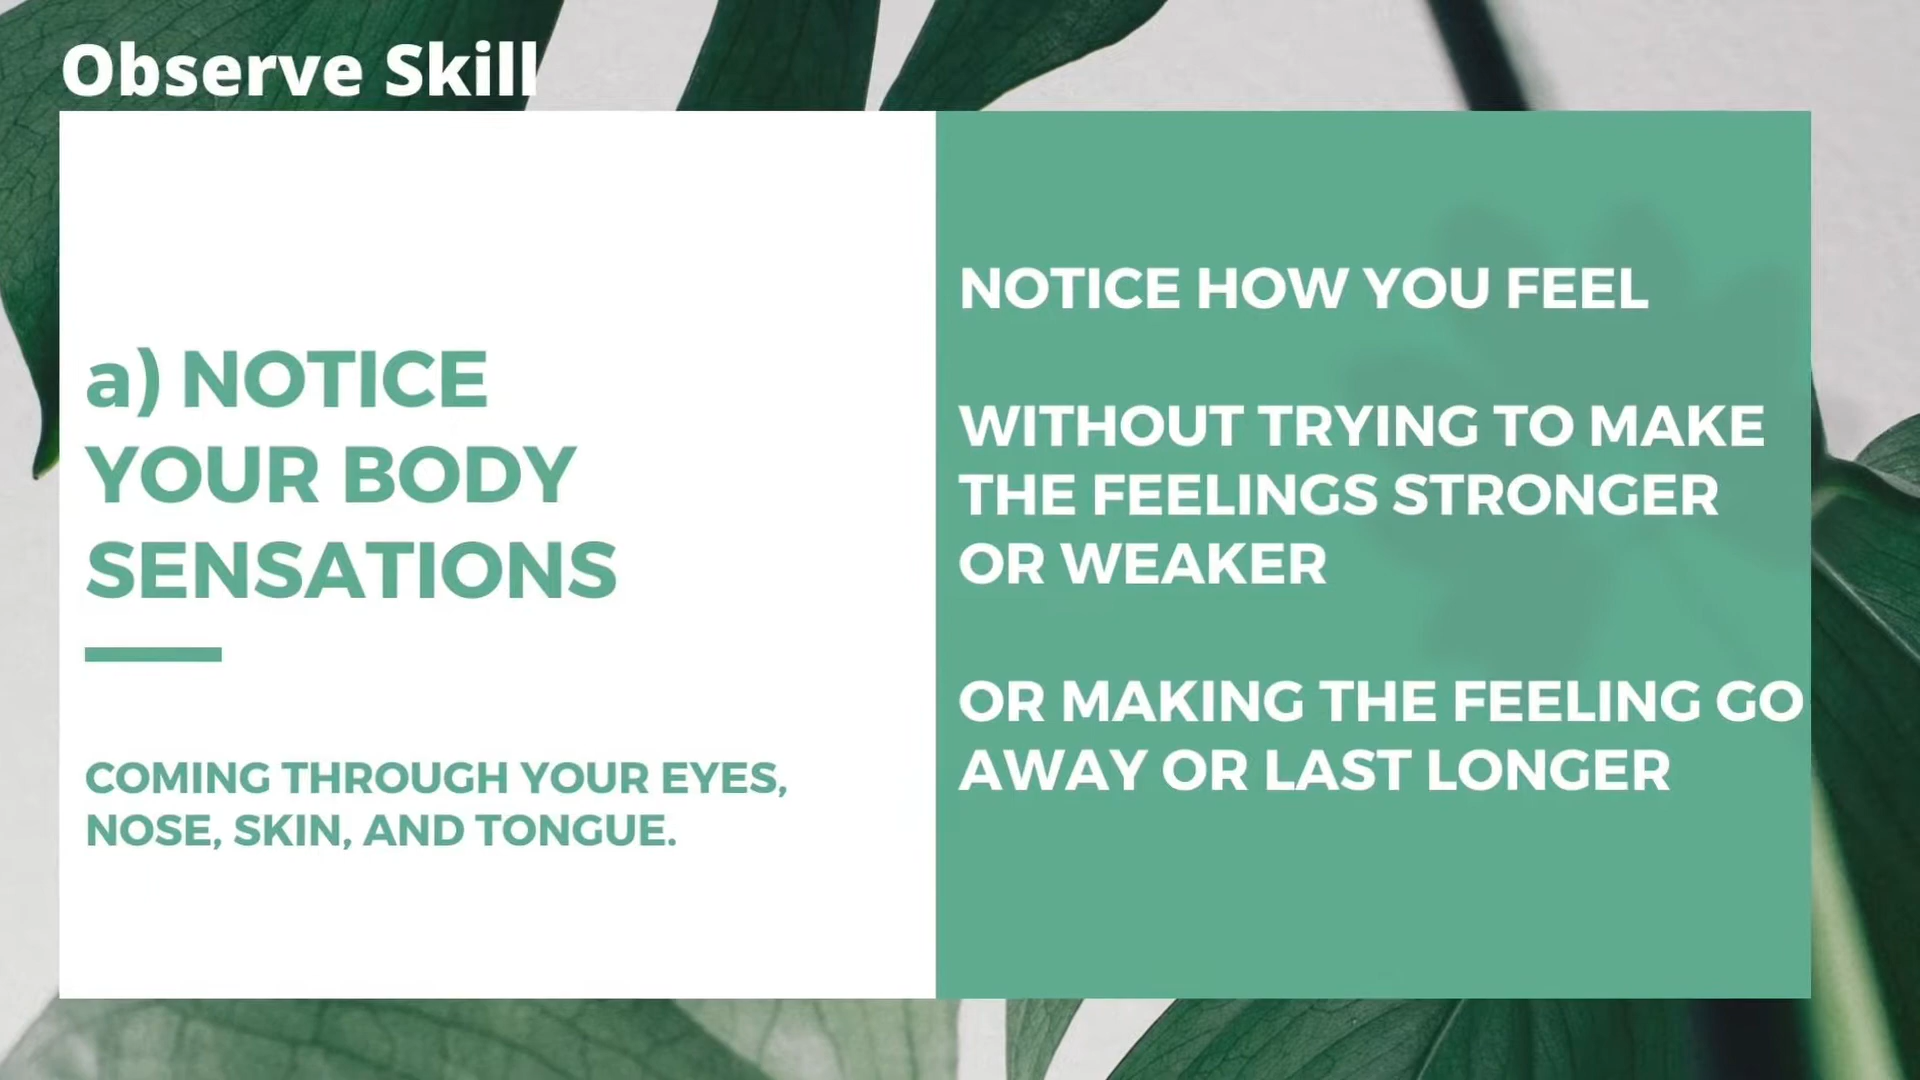 Observe Skill
a) NOTICE
YOUR BODY
SENSATIONS
COMING THROUGH YOUR EYES,
NOSE, SKIN, AND TONGUE.
NOTICE HOW YOU FEEL
WITHOUT TRYING TO MAKE
THE FEELINGS STRONGER
OR WEAKER
OR MAKING THE FEELING GO
AWAY OR LAST LONGER